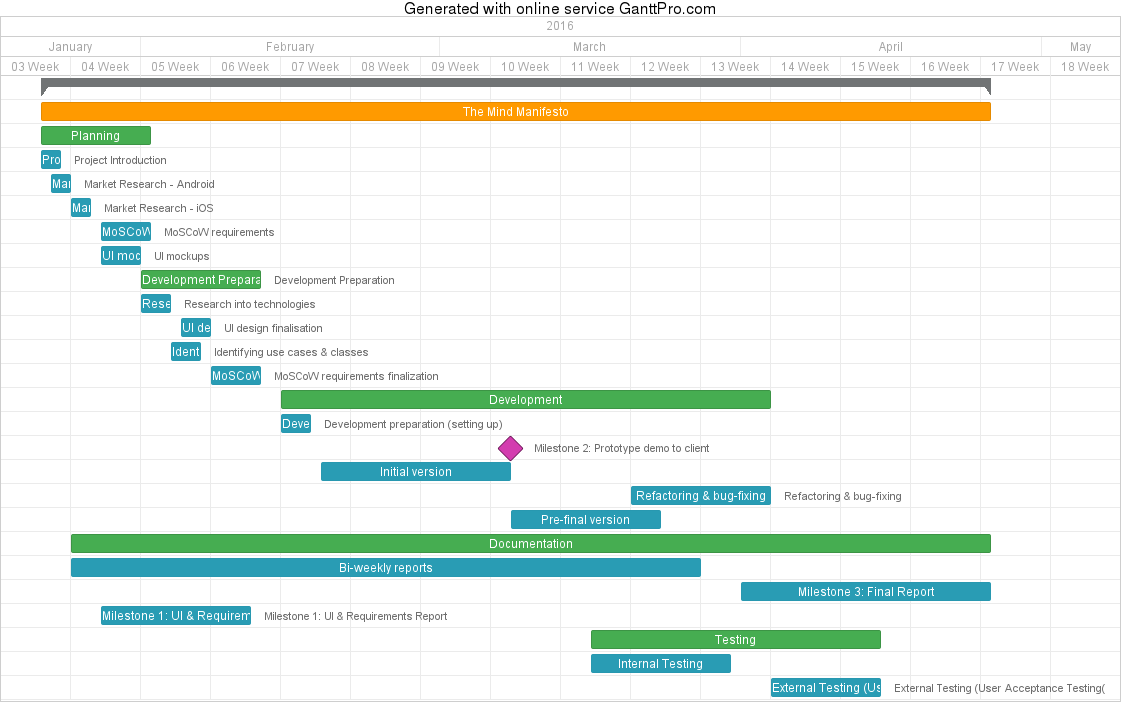 Generated with online service GanttPro.com
2016
January February March April May
03 Week 04 Week 05 Week 06 Week 07 Week 08 Week 09 Week 10 Week 11 Week 12 Week 13 Week 14 Week 15 Week 16 Week 17 Week 18 Week
The Mind Manifesto
Planning
Pro Project Introduction
Mar Market Research - Android
Mar Market Research - iOS
MoSCoW MoSCoW requirements
UI moc UI mockups
Development Prepara Development Preparation
Rese Research into technologies
UI de UI design finalisation
Ident Identifying use cases & classes
MoSCoW MoSCoW requirements finalization
Development
Deve Development preparation (setting up)
Milestone 2: Prototype demo to client
Initial version
Refactoring & bug-fixing Refactoring & bug-fixing
Pre-final version
Documentation
Bi-weekly reports
Milestone 3: Final Report
Milestone 1: UI & Requirem Milestone 1: UI & Requirements Report
Testing
Internal Testing
External Testing (Us External Testing (User Acceptance Testing(